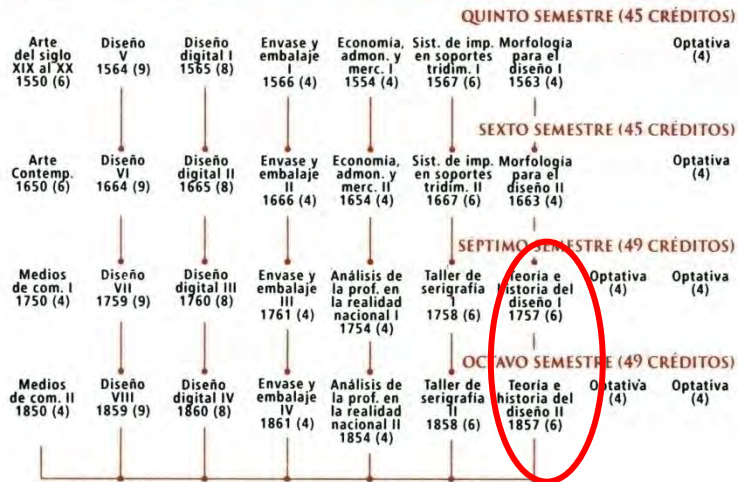 QUINTO SEMESTRE (45 CRÉDITOS)
Arte
del siglo
XIX al XX
1550 (6)
Diseño
V
1564 (9)
Diseño
digital I
1565 (8)
Envase y
embalaje
I
1566 (4)
Economía,
admon. y
merc. I
1554 (4)
Sist. de imp.
en soportes
tridim. I
1567 (6)
Morfología
para el
diseño I
1563 (4)
Optativa
(4)
SEXTO SEMESTRE (45 CRÉDITOS)
Arte
Contemp.
1650 (6)
Diseño
VI
1664 (9)
Diseño
digital II
1665 (8)
Envase y
embalaje
II
1666 (4)
Economía,
admon. y
merc. II
1654 (4)
Sist. de imp.
en soportes
tridim. II
1667 (6)
Morfología
para el
diseño II
1663 (4)
Optativa
(4)
SÉPTIMO SEMESTRE (49 CRÉDITOS)
Medios
de com. I
1750 (4)
Diseño
VII
1759 (9)
Diseño
digital III
1760 (8)
Envase y
embalaje
III
1761 (4)
Análisis de
la prof. en
la realidad
nacional I
1754 (4)
Taller de
serigrafía
I
1758 (6)
Teoría e
historia del
diseño I
1757 (6)
Optativa
(4)
Optativa
(4)
OCTAVO SEMESTRE (49 CRÉDITOS)
Medios
de com. II
1850 (4)
Diseño
VIII
1859 (9)
Diseño
digital IV
1860 (8)
Envase y
embalaje
IV
1861 (4)
Análisis de
la prof. en
la realidad
nacional II
1854 (4)
Taller de
serigrafía
II
1858 (6)
Teoria e
historia del
diseño II
1857 (6)
Optativa
(4)
Optativa
(4)